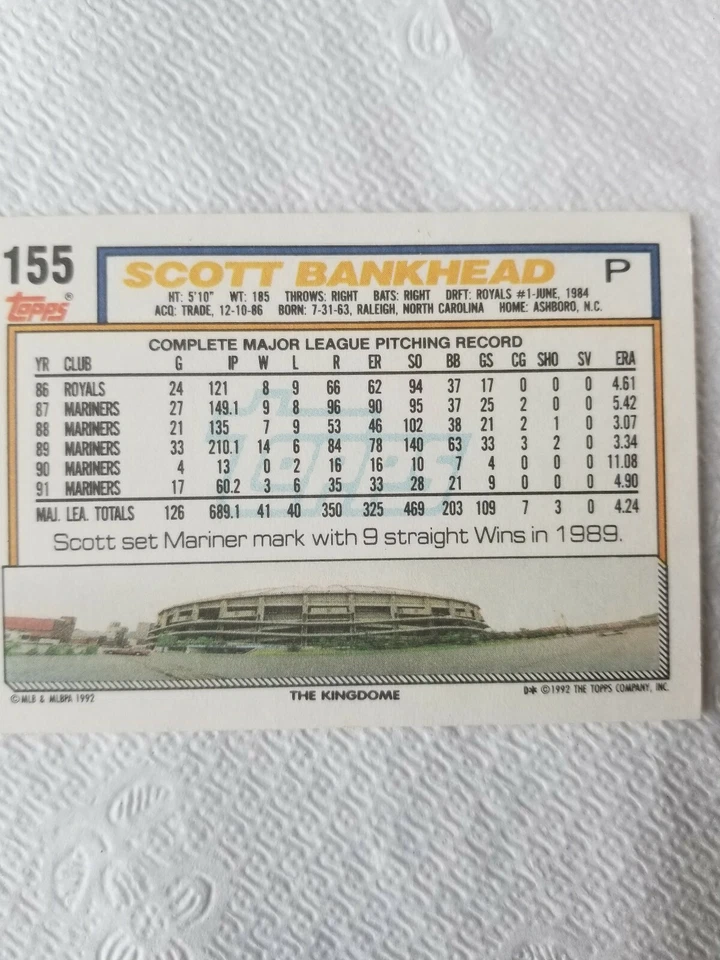 155
topps®
SCOTT BANKHEAD P
HT: 5'10" WT: 185 THROWS: RIGHT BATS: RIGHT DRFT: ROYALS #1-JUNE, 1984
ACQ: TRADE, 12-10-86 BORN: 7-31-63, RALEIGH, NORTH CAROLINA HOME: ASHBORO, N.C.
COMPLETE MAJOR LEAGUE PITCHING RECORD
YR CLUB G IP W L R ER SO BB GS CG SHO SV ERA
86 ROYALS 24 121 8 9 66 62 94 37 17 0 0 0 4.61
87 MARINERS 27 149.1 9 8 96 90 95 37 25 2 0 0 5.42
88 MARINERS 21 135 7 9 53 46 102 38 21 2 1 0 3.07
89 MARINERS 33 210.1 14 6 84 78 140 63 33 3 2 0 3.34
90 MARINERS 4 13 0 2 16 16 10 7 4 0 0 0 11.08
91 MARINERS 17 60.2 3 6 35 33 28 21 9 0 0 0 4.90
MAJ. LEA. TOTALS 126 689.1 41 40 350 325 469 203 109 7 3 0 4.24
Topps
Scott set Mariner mark with 9 straight Wins in 1989.
©MLB & MLBPA 1992 THE KINGDOME D✱ ©1992 THE TOPPS COMPANY, INC.